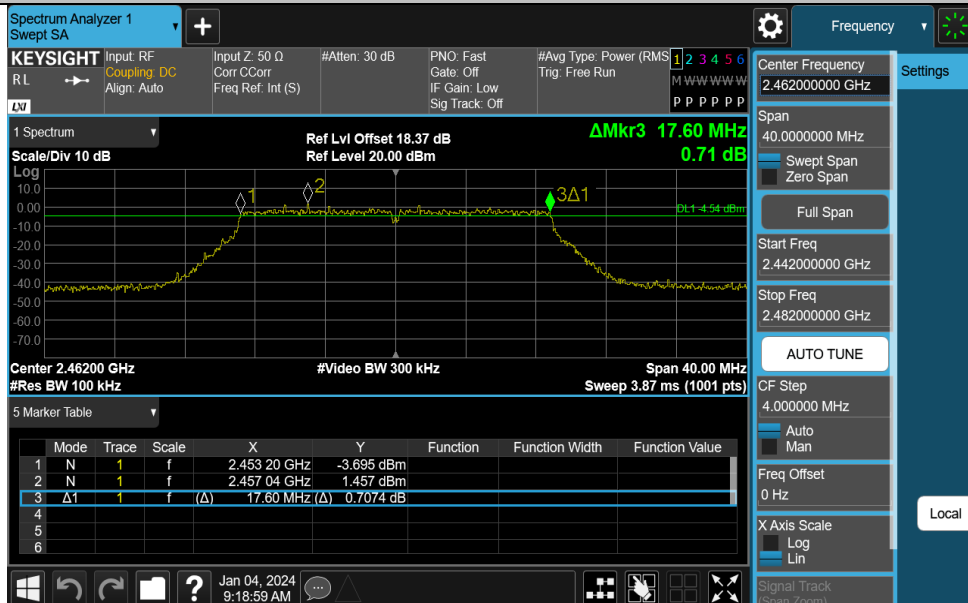 Spectrum Analyzer 1
Swept SA
+
Frequency
KEYSIGHT
RL
LXI
Input: RF
Coupling: DC
Align: Auto
Input Z: 50 Ω
Corr CCorr
Freq Ref: Int (S)
#Atten: 30 dB
PNO: Fast
Gate: Off
IF Gain: Low
Sig Track: Off
#Avg Type: Power (RMS
Trig: Free Run
1 2 3 4 5 6
M W W W W W
P P P P P P
1 Spectrum
Scale/Div 10 dB
Log
Ref Lvl Offset 18.37 dB
Ref Level 20.00 dBm
ΔMkr3 17.60 MHz
0.71 dB
10.0
0.00
-10.0
-20.0
-30.0
-40.0
-50.0
-60.0
-70.0
1
2
3Δ1
DL1 -4.54 dBm
Center 2.46200 GHz
#Video BW 300 kHz
Span 40.00 MHz
#Res BW 100 kHz
Sweep 3.87 ms (1001 pts)
5 Marker Table
Mode Trace Scale X Y Function Function Width Function Value
1 N 1 f 2.453 20 GHz -3.695 dBm
2 N 1 f 2.457 04 GHz 1.457 dBm
3 Δ1 1 f (Δ) 17.60 MHz (Δ) 0.7074 dB
4
5
6
?
Jan 04, 2024
9:18:59 AM
Center Frequency
2.462000000 GHz
Span
40.0000000 MHz
Swept Span
Zero Span
Full Span
Start Freq
2.442000000 GHz
Stop Freq
2.482000000 GHz
AUTO TUNE
CF Step
4.000000 MHz
Auto
Man
Freq Offset
0 Hz
X Axis Scale
Log
Lin
Signal Track
(Span Zoom)
Settings
Local